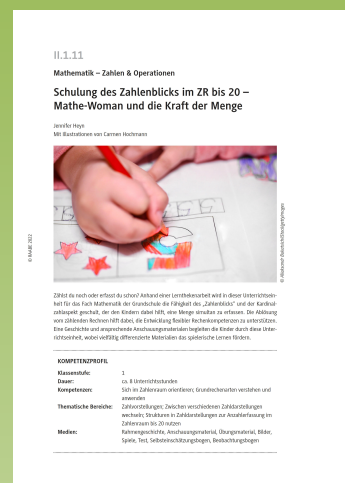 II.1.11
Mathematik – Zahlen & Operationen
Schulung des Zahlenblicks im ZR bis 20 –
Mathe-Woman und die Kraft der Menge
Jennifer Heyn
Mit Illustrationen von Carmen Hochmann
© RAABE 2022
Zählst du noch oder erfasst du schon? Anhand einer Lernthekenarbeit wird in dieser Unterrichtsein-
heit für das Fach Mathematik der Grundschule die Fähigkeit des „Zahlenblicks" und der Kardinal-
zahlaspekt geschult, der den Kindern dabei hilft, eine Menge simultan zu erfassen. Die Ablösung
vom zählenden Rechnen hilft dabei, die Entwicklung flexibler Rechenkompetenzen zu unterstützen.
Eine Geschichte und ansprechende Anschauungsmaterialien begleiten die Kinder durch diese Unter-
richtseinheit, wobei vielfältig differenzierte Materialien das spielerische Lernen fördern.
KOMPETENZPROFIL
Klassenstufe: 1
Dauer: ca. 8 Unterrichtsstunden
Kompetenzen: Sich im Zahlenraum orientieren; Grundrechenarten verstehen und
anwenden
Thematische Bereiche: Zahlvorstellungen; Zwischen verschiedenen Zahldarstellungen
wechseln; Strukturen in Zahldarstellungen zur Anzahlerfassung im
Zahlenraum bis 20 nutzen
Medien: Rahmengeschichte, Anschauungsmaterial, Übungsmaterial, Bilder,
Spiele, Test, Selbsteinschätzungsbogen, Beobachtungsbogen